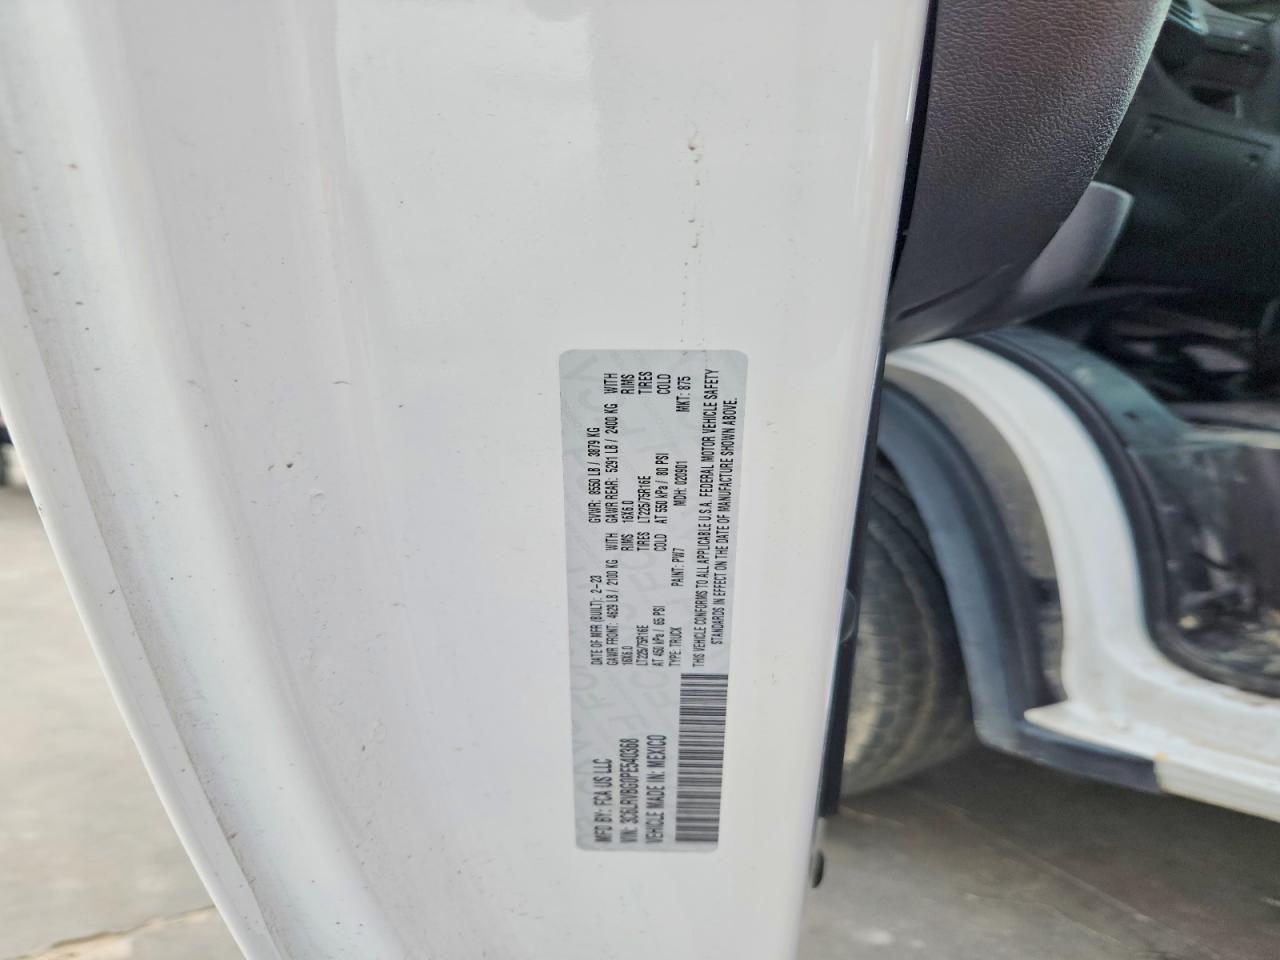 MFD BY: FCA US LLC
VIN: 3C6LRVBG0PE540368
VEHICLE MADE IN: MEXICO
DATE OF MFR (BUILT): 2-23 GVWR: 8550 LB / 3879 KG
GAWR FRONT: 4629 LB / 2100 KG WITH GAWR REAR: 5291 LB / 2400 KG WITH
16X6.0 RIMS 16X6.0 RIMS
LT225/75R16E TIRES LT225/75R16E TIRES
AT 450 kPa / 65 PSI COLD AT 550 kPa / 80 PSI COLD
TYPE: TRUCK PAINT: PW7 MDH: 020901 MKT: 875
THIS VEHICLE CONFORMS TO ALL APPLICABLE U.S.A. FEDERAL MOTOR VEHICLE SAFETY
STANDARDS IN EFFECT ON THE DATE OF MANUFACTURE SHOWN ABOVE.